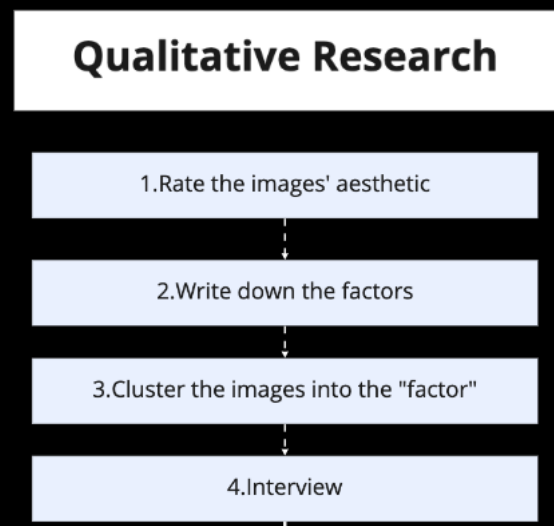 Qualitative Research
1.Rate the images' aesthetic
2.Write down the factors
3.Cluster the images into the "factor"
4.Interview